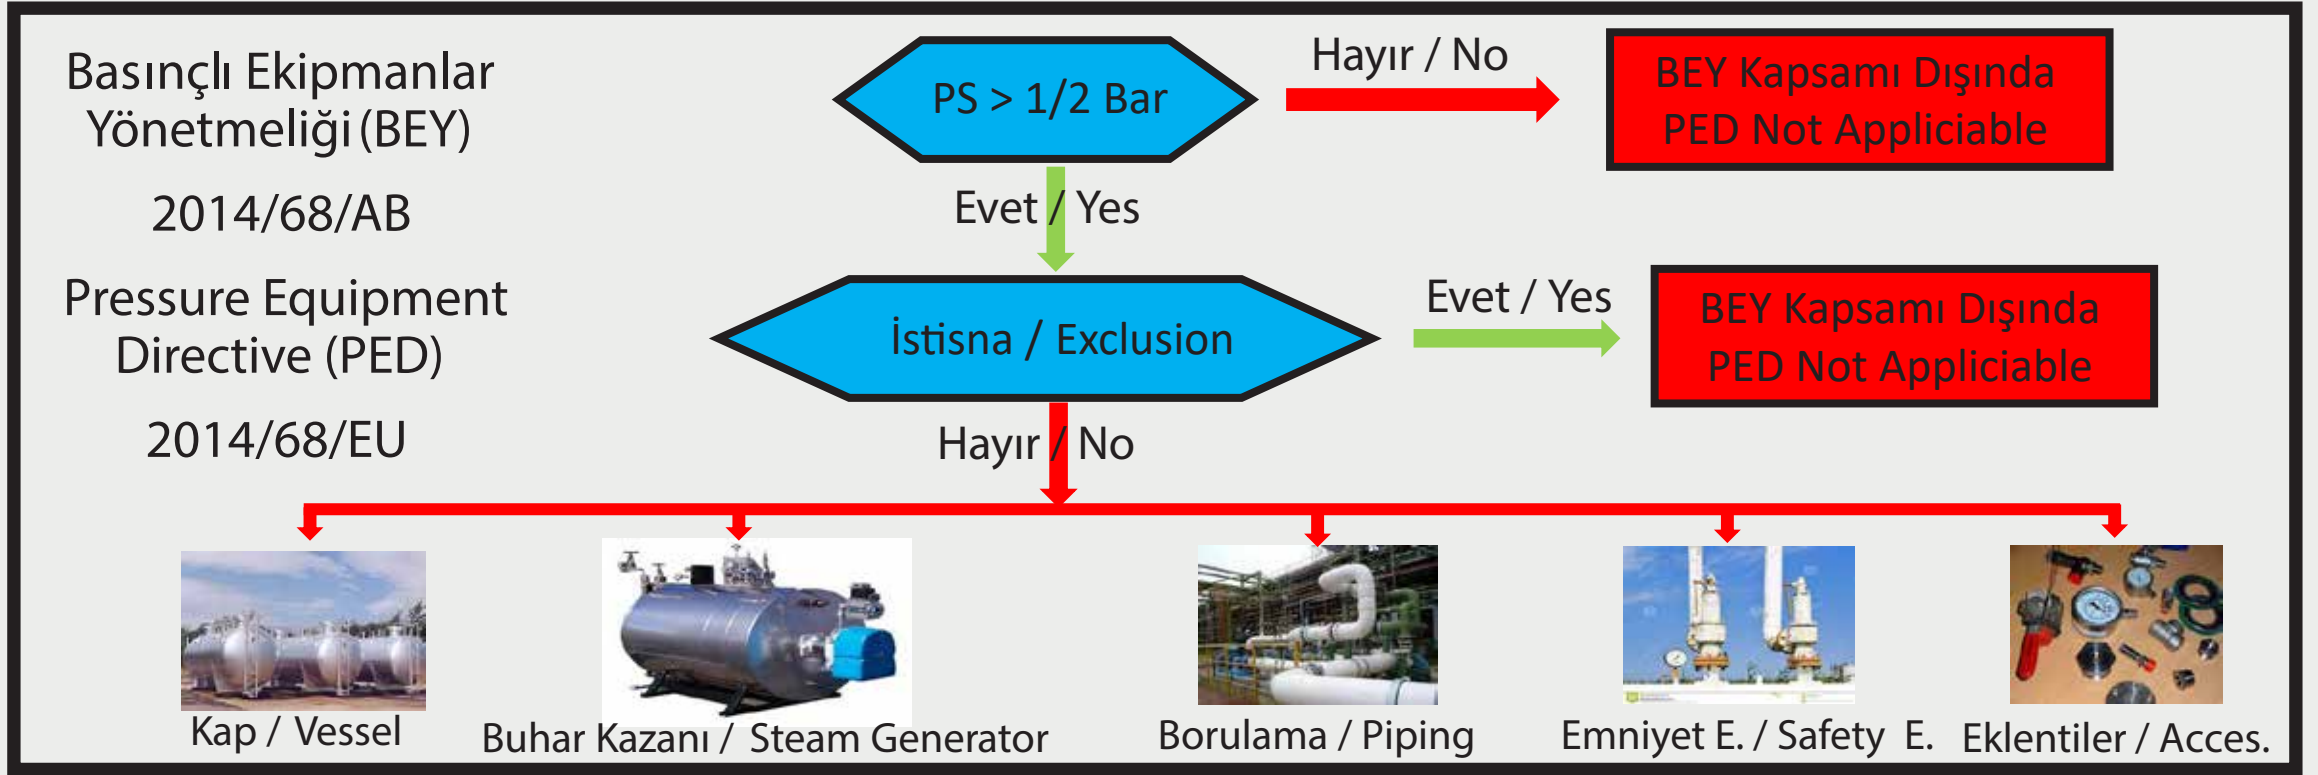 Basınçlı Ekipmanlar
Yönetmeliği (BEY)
2014/68/AB
Pressure Equipment
Directive (PED)
2014/68/EU
PS > 1/2 Bar
Hayır / No
BEY Kapsamı Dışında
PED Not Appliciable
Evet / Yes
İstisna / Exclusion
Evet / Yes
BEY Kapsamı Dışında
PED Not Appliciable
Hayır / No
Kap / Vessel
Buhar Kazanı / Steam Generator
Borulama / Piping
Emniyet E. / Safety E.
Eklentiler / Acces.